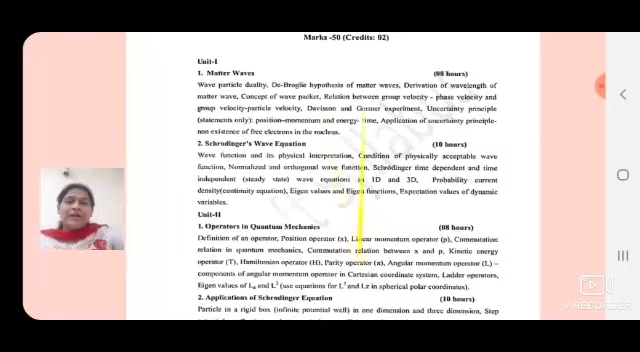 Marks -50 (Credits: 02)
Unit-I
1. Matter Waves (08 hours)
Wave particle duality, De-Broglie hypothesis of matter waves, Derivation of wavelength of
matter wave, Concept of wave packet, Relation between group velocity - phase velocity and
group velocity-particle velocity, Davison and Germer experiment, Uncertainty principle
(statements only): position–momentum and energy- time, Application of uncertainty principle-
non existence of free electrons in the nucleus.
2. Schrodinger's Wave Equation (10 hours)
Wave function and its physical interpretation, Condition of physically acceptable wave
function, Normalized and orthogonal wave function, Schrödinger time dependent and time
independent (steady state) wave equations in 1D and 3D, Probability current
density(continuity equation), Eigen values and Eigen functions, Expectation values of dynamic
variables.
Unit-II
1. Operators in Quantum Mechanics (08 hours)
Definition of an operator, Position operator (x), Linear momentum operator (p), Commutation
relation in quantum mechanics, Commutation relation between x and p, Kinetic energy
operator (T), Hamiltonian operator (H), Parity operator (π), Angular momentum operator (L) –
components of angular momentum operator in Cartesian coordinate system, Ladder operators,
Eigen values of Lz and L² (use equations for L² and Lz in spherical polar coordinates).
2. Applications of Schrodinger Equation (10 hours)
Particle in a rigid box (infinite potential well) in one dimension and three dimension, Step
V RECORDER